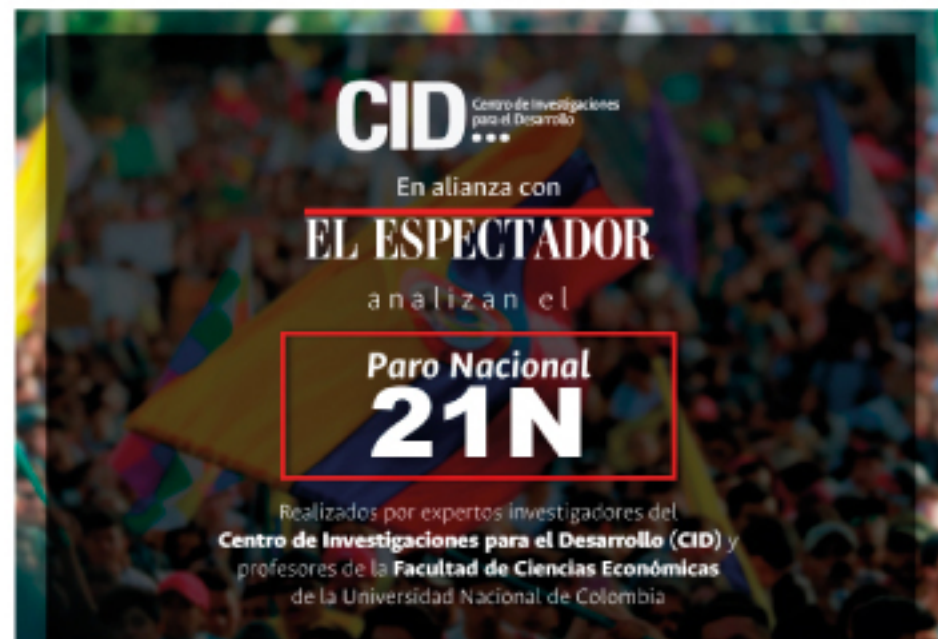 CID
Centro de Investigaciones
para el Desarrollo
En alianza con
EL ESPECTADOR
analizan el
Paro Nacional
21N
Realizados por expertos investigadores del
Centro de Investigaciones para el Desarrollo (CID) y
profesores de la Facultad de Ciencias Económicas
de la Universidad Nacional de Colombia